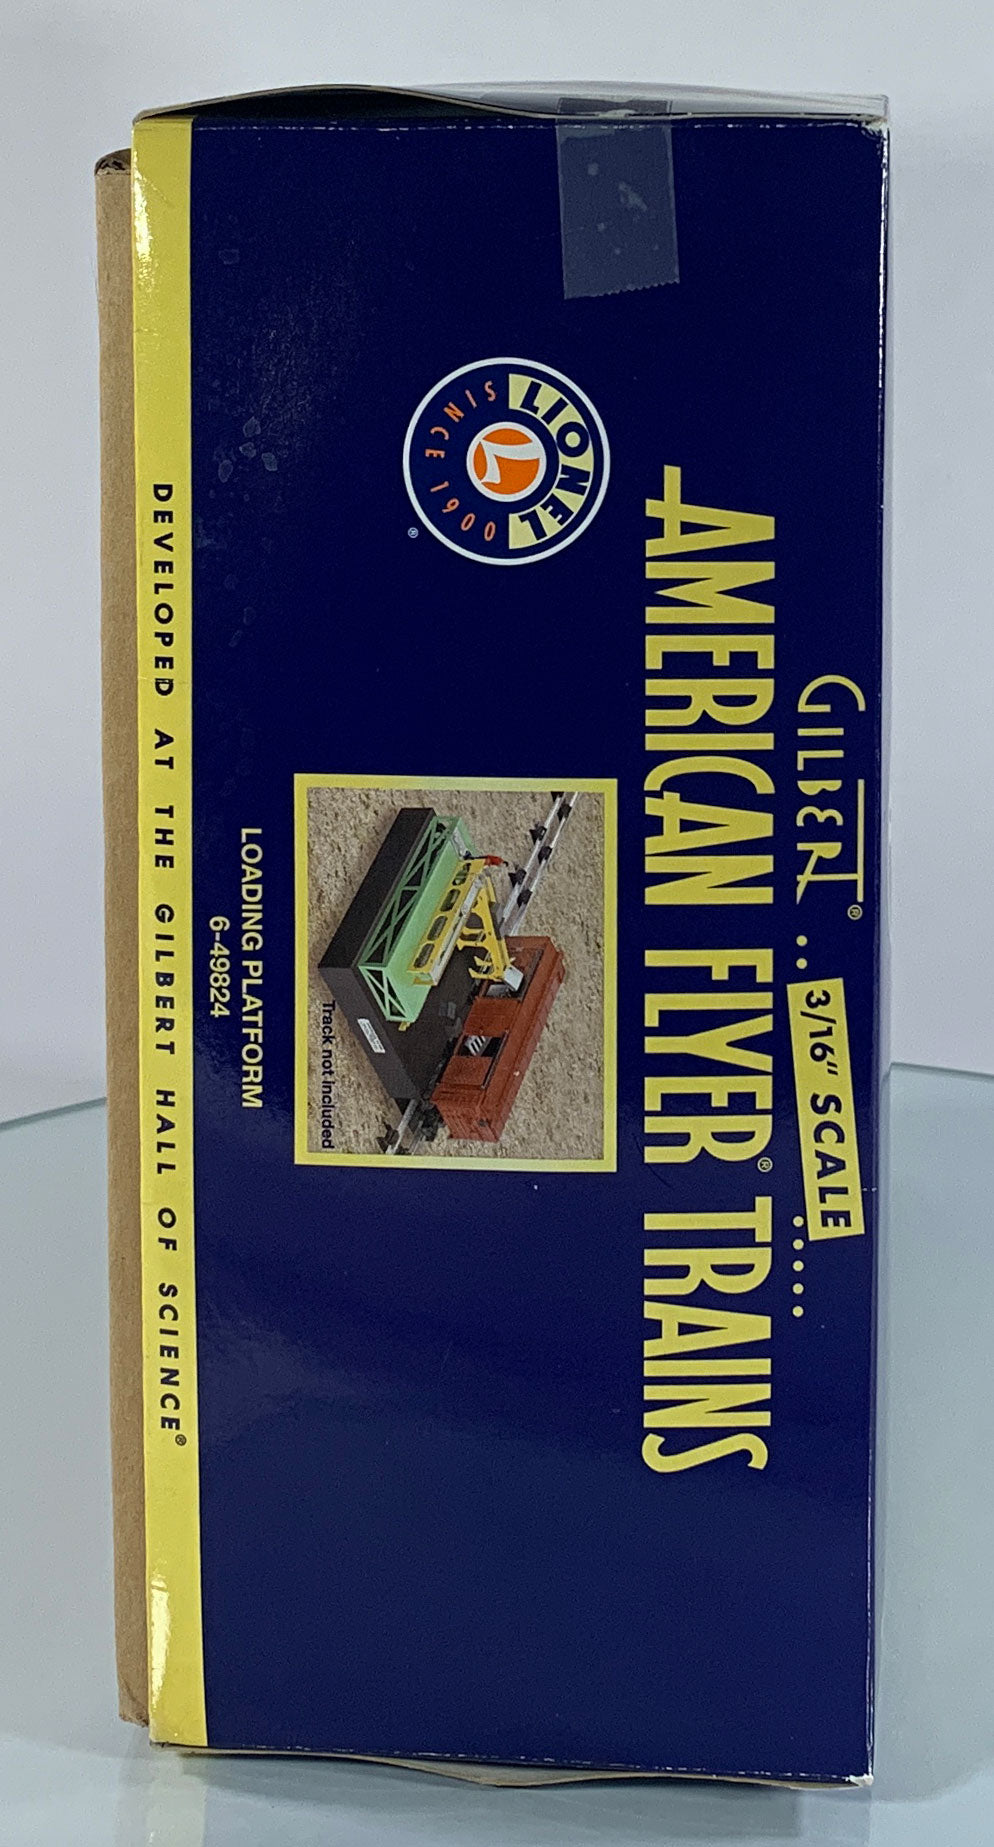 GILBERT® .. 3/16" SCALE .....
AMERICAN FLYER® TRAINS
LIONEL
L
SINCE 1900
®
Track not included
LOADING PLATFORM
6-49824
DEVELOPED AT THE GILBERT HALL OF SCIENCE®